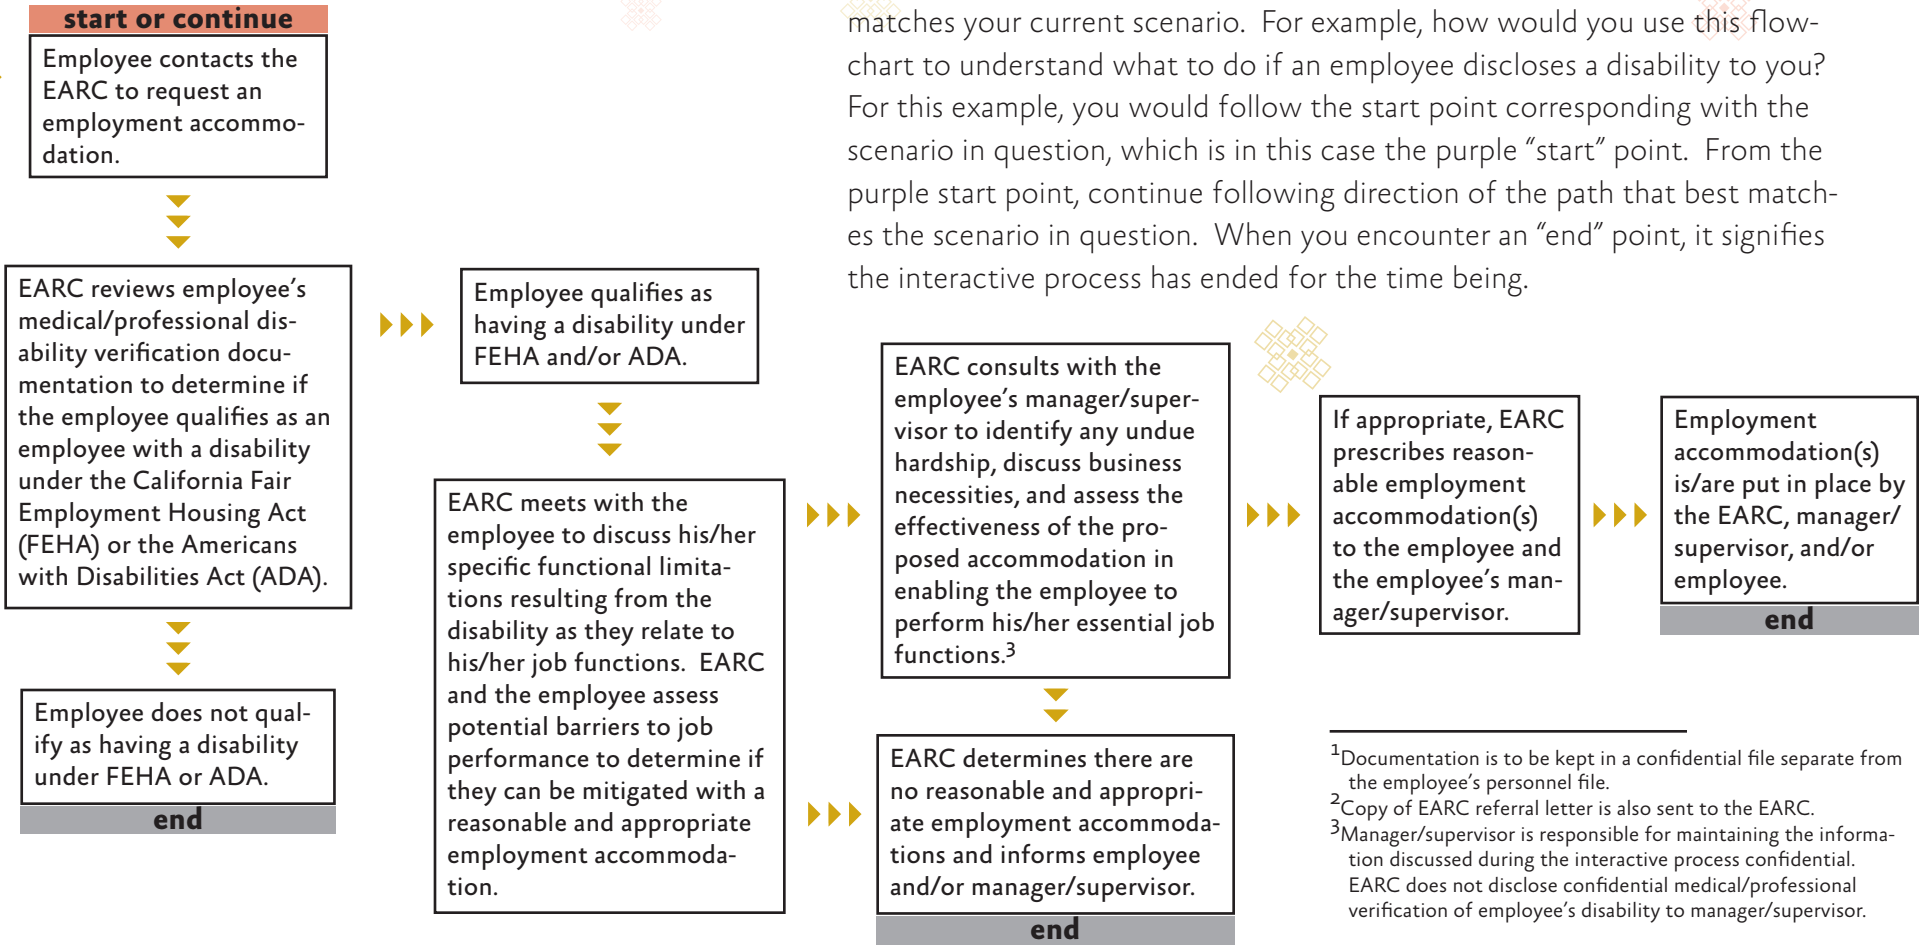 start or continue
Employee contacts the
EARC to request an
employment accommo-
dation.
matches your current scenario.  For example, how would you use this flow-
chart to understand what to do if an employee discloses a disability to you?
For this example, you would follow the start point corresponding with the
scenario in question, which is in this case the purple “start” point.  From the
purple start point, continue following direction of the path that best match-
es the scenario in question.  When you encounter an “end” point, it signifies
the interactive process has ended for the time being.
EARC reviews employee’s
medical/professional dis-
ability verification docu-
mentation to determine if
the employee qualifies as an
employee with a disability
under the California Fair
Employment Housing Act
(FEHA) or the Americans
with Disabilities Act (ADA).
Employee does not qual-
ify as having a disability
under FEHA or ADA.
end
Employee qualifies as
having a disability under
FEHA and/or ADA.
EARC meets with the
employee to discuss his/her
specific functional limita-
tions resulting from the
disability as they relate to
his/her job functions.  EARC
and the employee assess
potential barriers to job
performance to determine if
they can be mitigated with a
reasonable and appropriate
employment accommoda-
tion.
EARC consults with the
employee’s manager/super-
visor to identify any undue
hardship, discuss business
necessities, and assess the
effectiveness of the pro-
posed accommodation in
enabling the employee to
perform his/her essential job
functions.3
EARC determines there are
no reasonable and appropri-
ate employment accommoda-
tions and informs employee
and/or manager/supervisor.
end
If appropriate, EARC
prescribes reason-
able employment
accommodation(s)
to the employee and
the employee’s man-
ager/supervisor.
Employment
accommodation(s)
is/are put in place by
the EARC, manager/
supervisor, and/or
employee.
end
1Documentation is to be kept in a confidential file separate from
the employee’s personnel file.
2Copy of EARC referral letter is also sent to the EARC.
3Manager/supervisor is responsible for maintaining the informa-
tion discussed during the interactive process confidential.
EARC does not disclose confidential medical/professional
verification of employee’s disability to manager/supervisor.